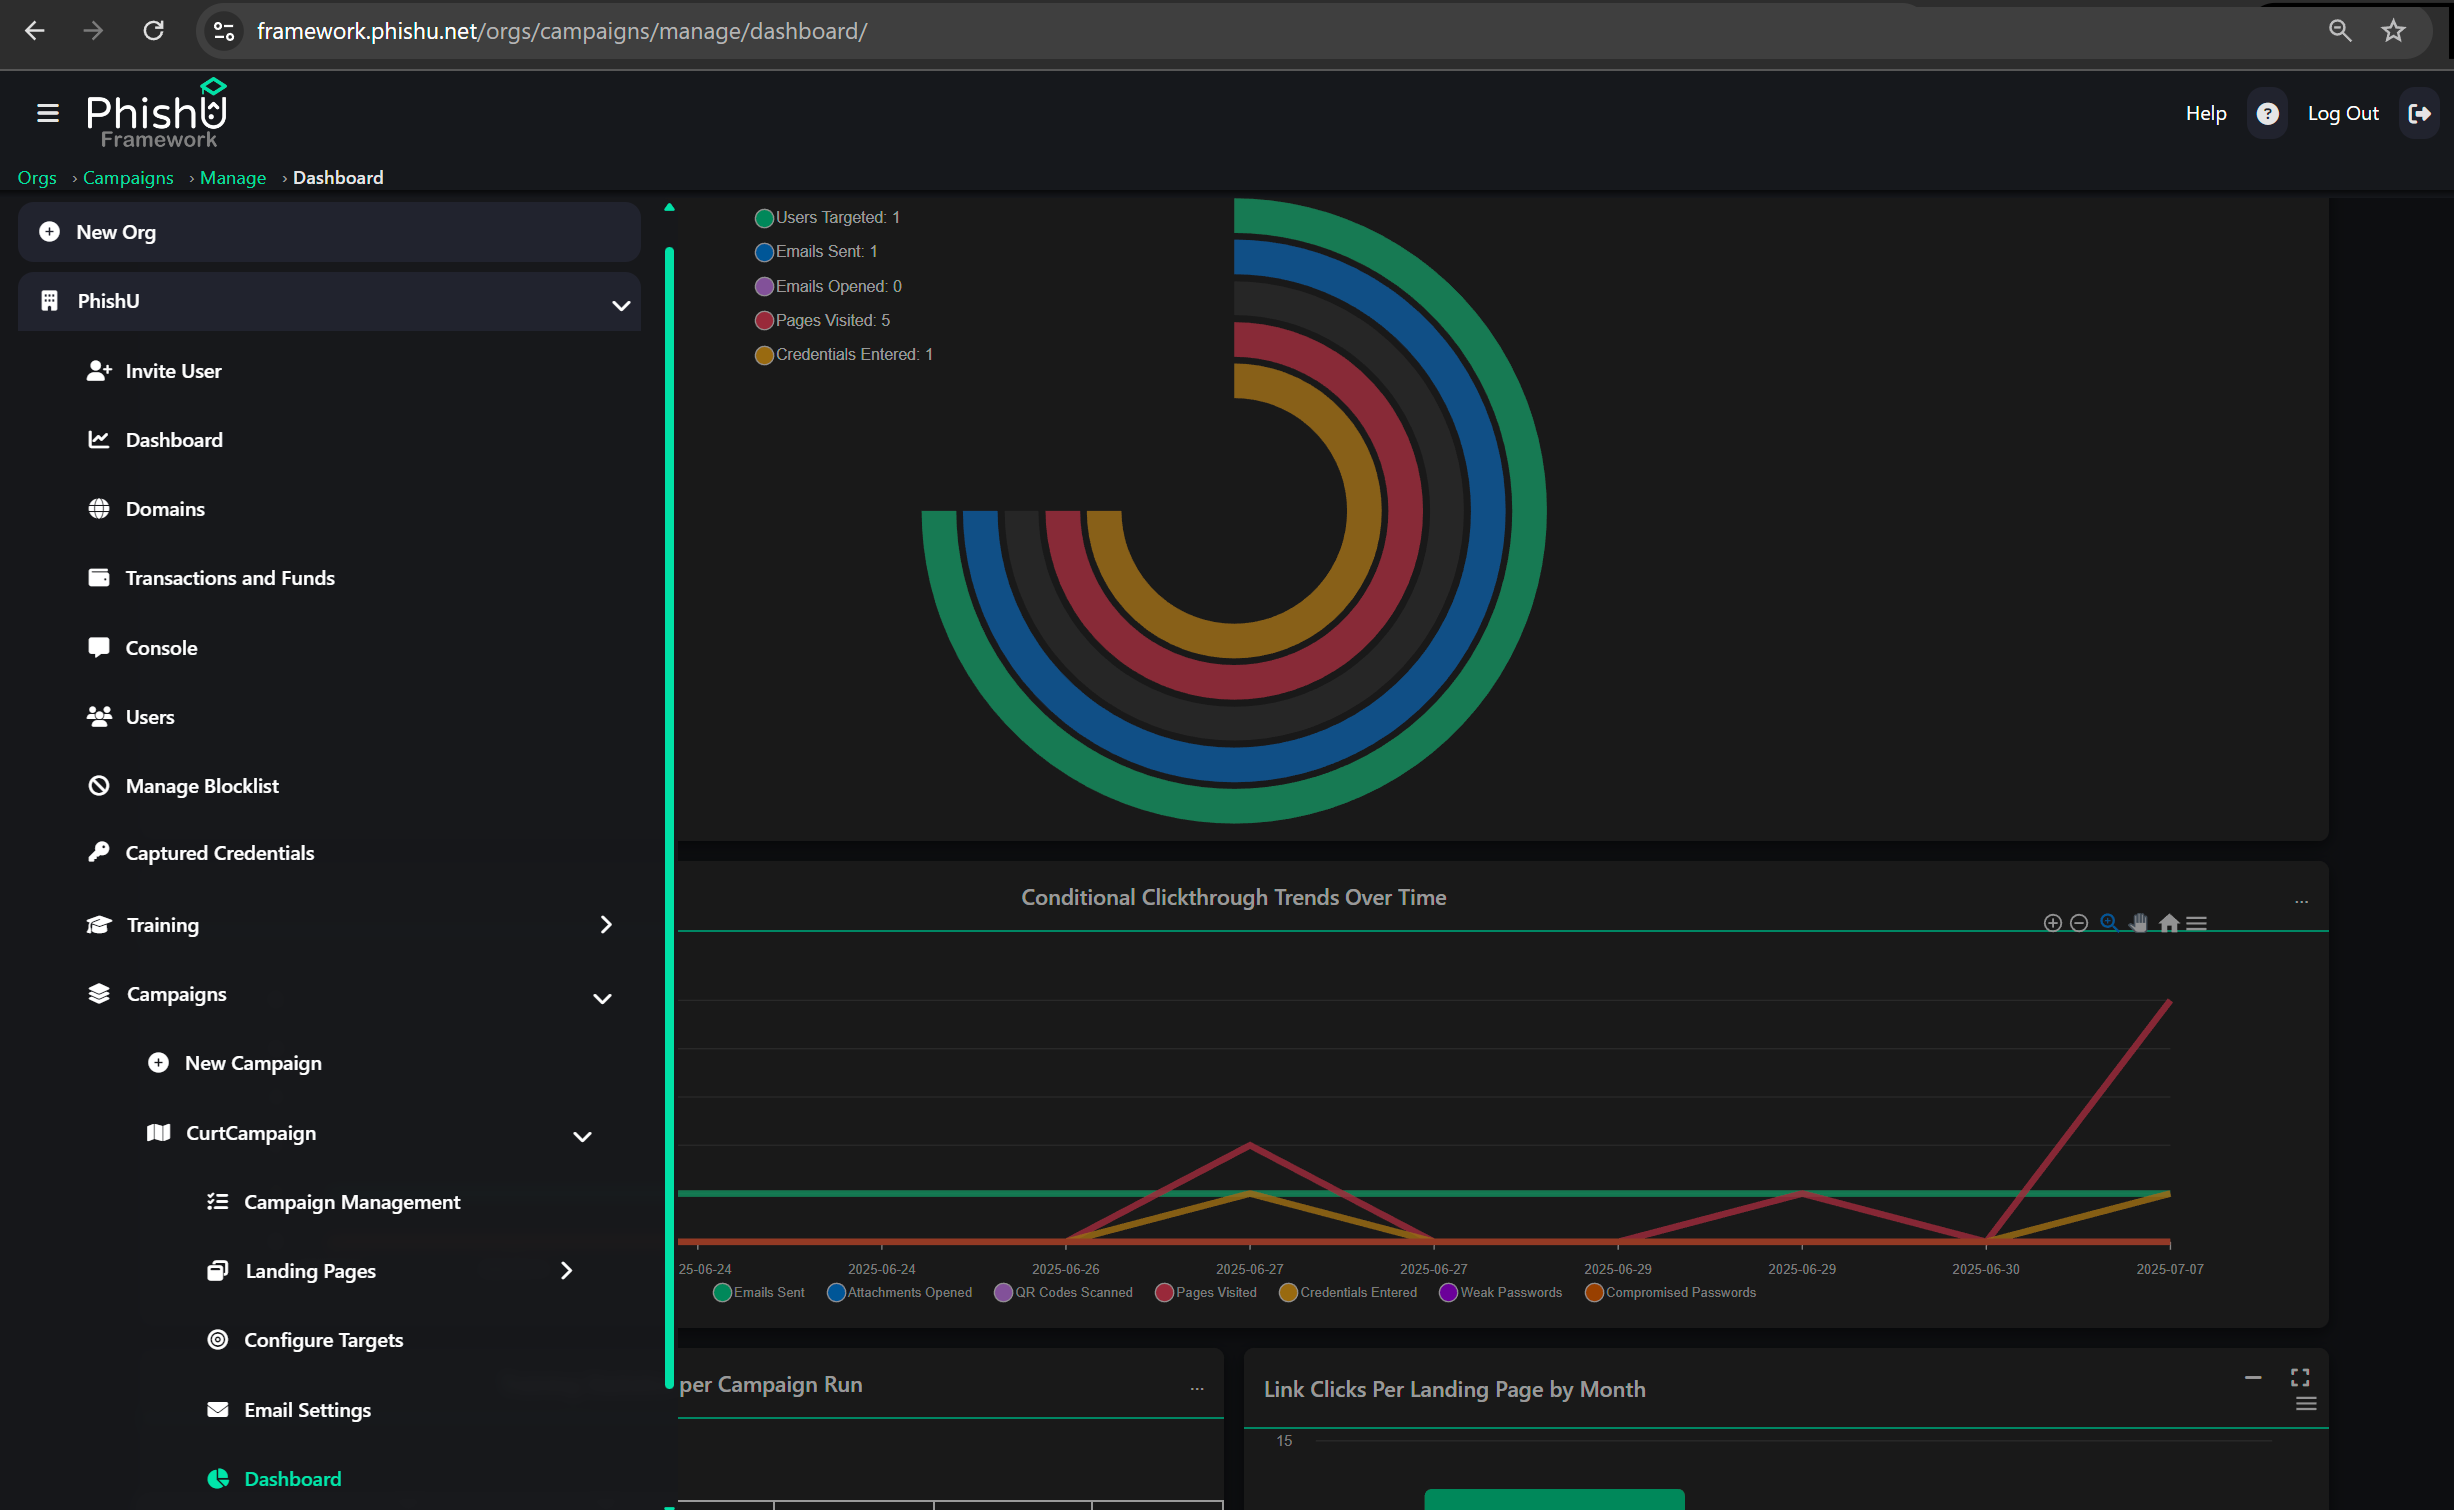 framework.phishu.net/orgs/campaigns/manage/dashboard/
PhishU
Framework
Help
?
Log Out
Orgs › Campaigns › Manage › Dashboard
New Org
PhishU
Invite User
Dashboard
Domains
Transactions and Funds
Console
Users
Manage Blocklist
Captured Credentials
Training
Campaigns
New Campaign
CurtCampaign
Campaign Management
Landing Pages
Configure Targets
Email Settings
Dashboard
Users Targeted: 1
Emails Sent: 1
Emails Opened: 0
Pages Visited: 5
Credentials Entered: 1
Conditional Clickthrough Trends Over Time
...
25-06-24 2025-06-24 2025-06-26 2025-06-27 2025-06-27 2025-06-29 2025-06-29 2025-06-30 2025-07-07
Emails Sent Attachments Opened QR Codes Scanned Pages Visited Credentials Entered Weak Passwords Compromised Passwords
per Campaign Run
...
Link Clicks Per Landing Page by Month
15